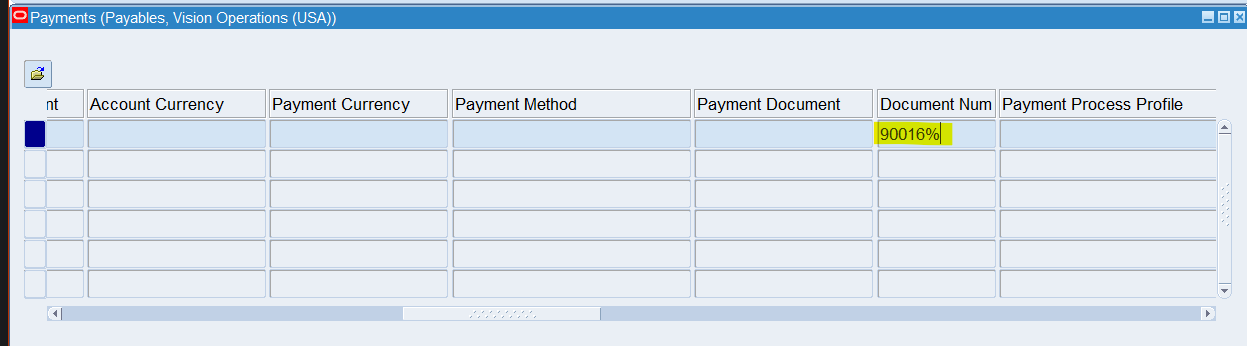 Payments (Payables, Vision Operations (USA))
nt Account Currency Payment Currency Payment Method Payment Document Document Num Payment Process Profile
90016%